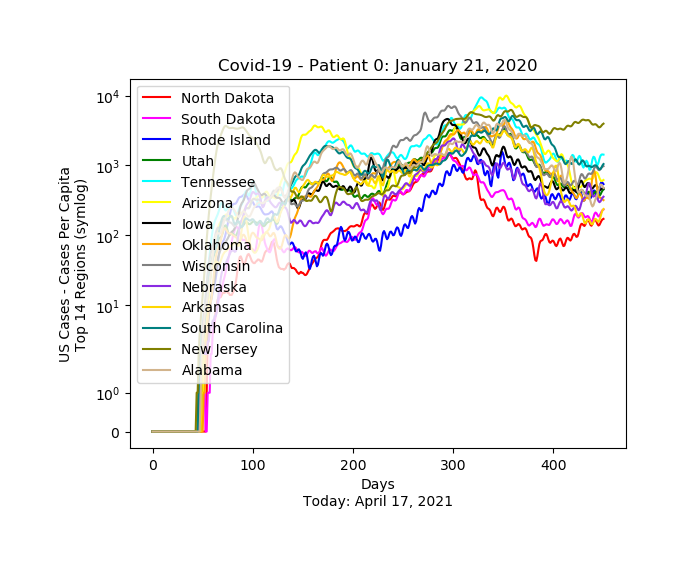 Covid-19 - Patient 0: January 21, 2020
US Cases - Cases Per Capita
Top 14 Regions (symlog)
10^4
10^3
10^2
10^1
10^0
0
North Dakota
South Dakota
Rhode Island
Utah
Tennessee
Arizona
Iowa
Oklahoma
Wisconsin
Nebraska
Arkansas
South Carolina
New Jersey
Alabama
0 100 200 300 400
Days
Today: April 17, 2021